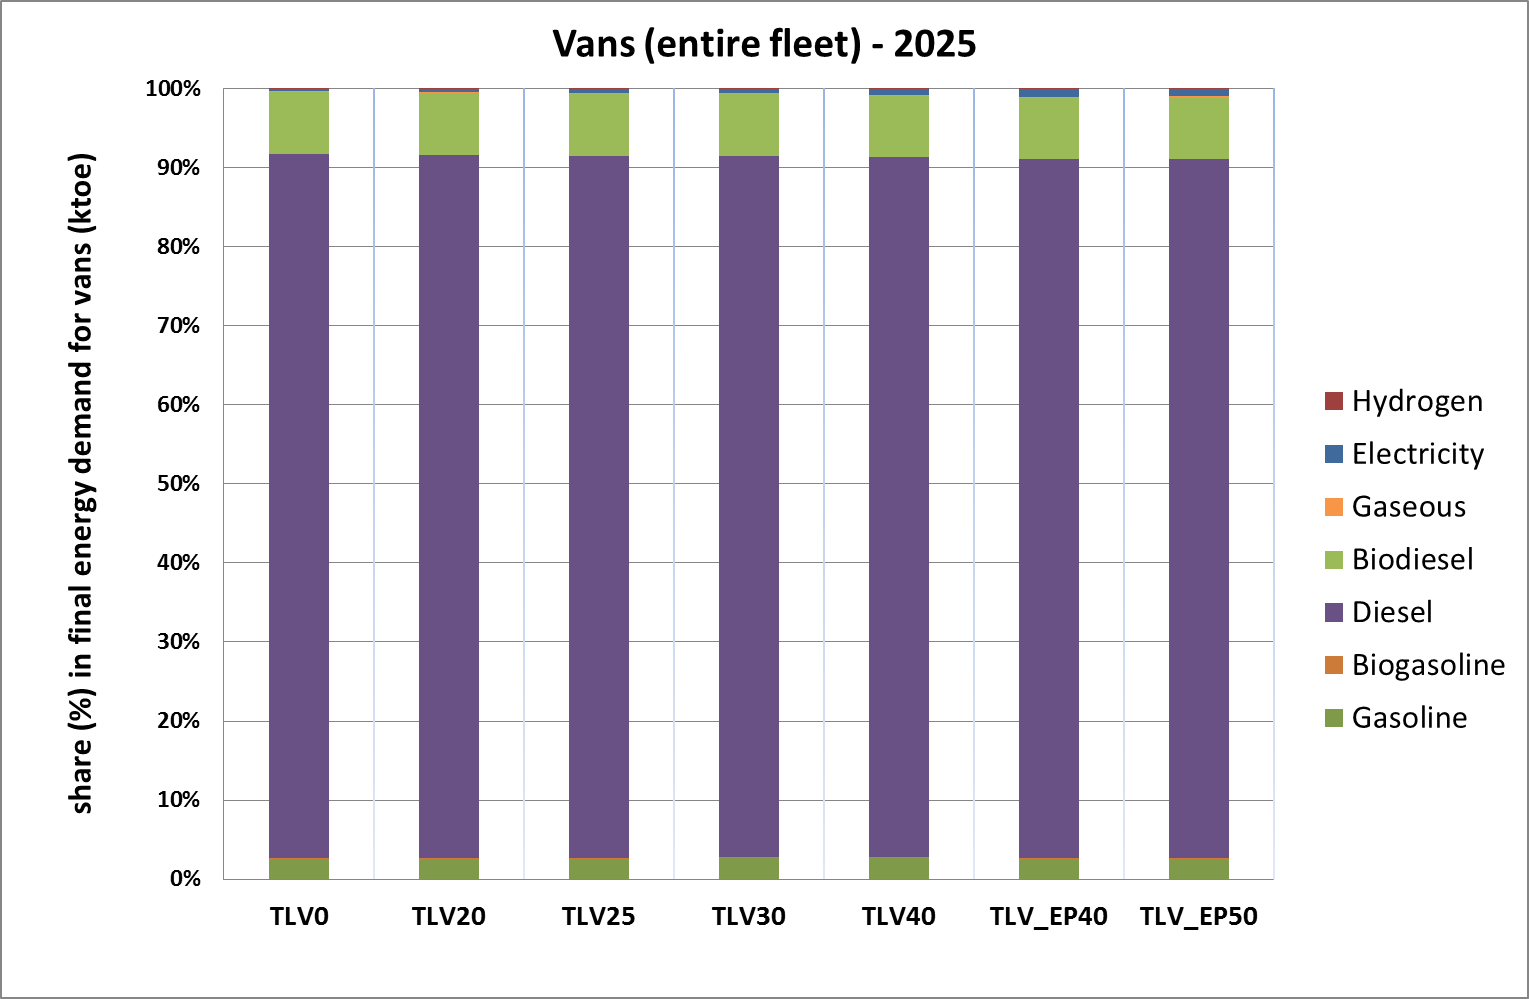 Vans (entire fleet) - 2025
share (%) in final energy demand for vans (ktoe)
100%
90%
80%
70%
60%
50%
40%
30%
20%
10%
0%
TLV0 TLV20 TLV25 TLV30 TLV40 TLV_EP40 TLV_EP50
Hydrogen
Electricity
Gaseous
Biodiesel
Diesel
Biogasoline
Gasoline